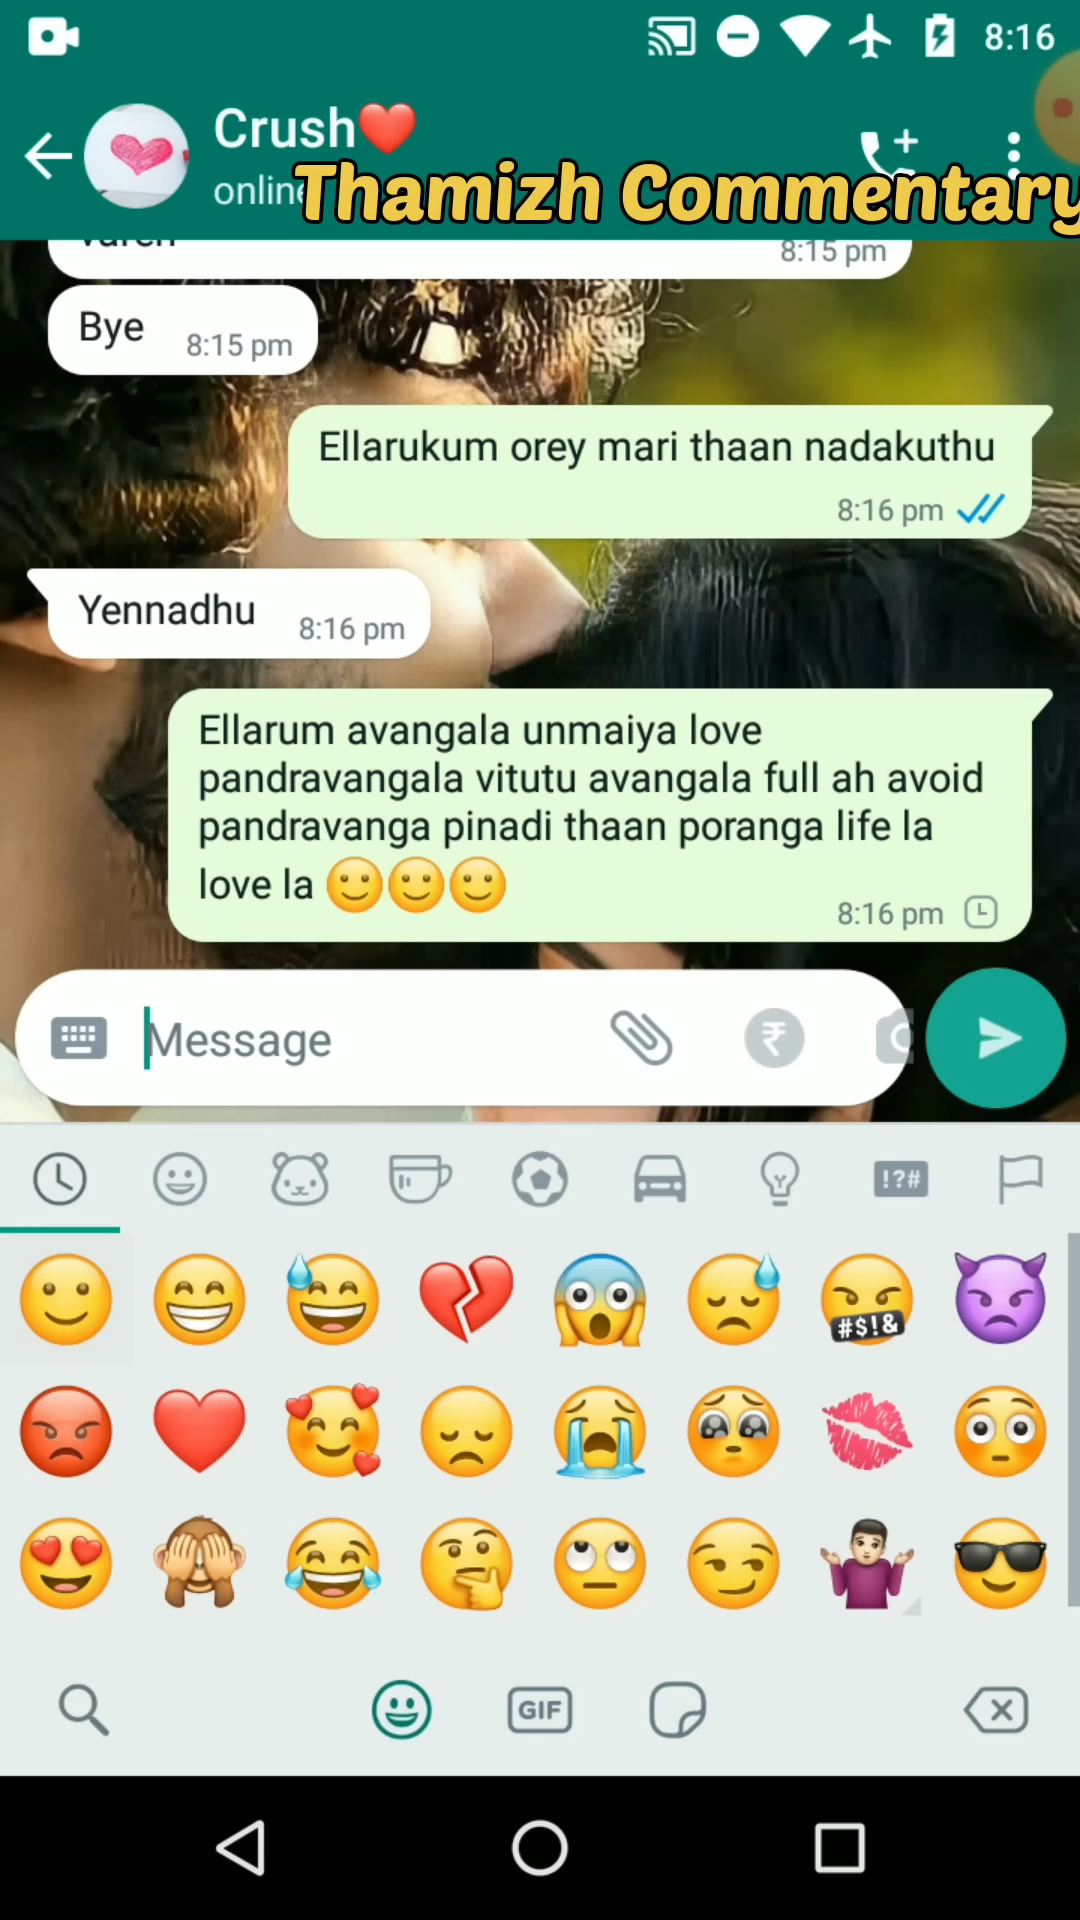 8:16
Crush❤️
online
Thamizh Commentary
8:15 pm
Bye
8:15 pm
Ellarukum orey mari thaan nadakuthu
8:16 pm
Yennadhu
8:16 pm
Ellarum avangala unmaiya love
pandravangala vitutu avangala full ah avoid
pandravanga pinadi thaan poranga life la
love la 🙂🙂🙂
8:16 pm
Message
!?#
#$!&
GIF